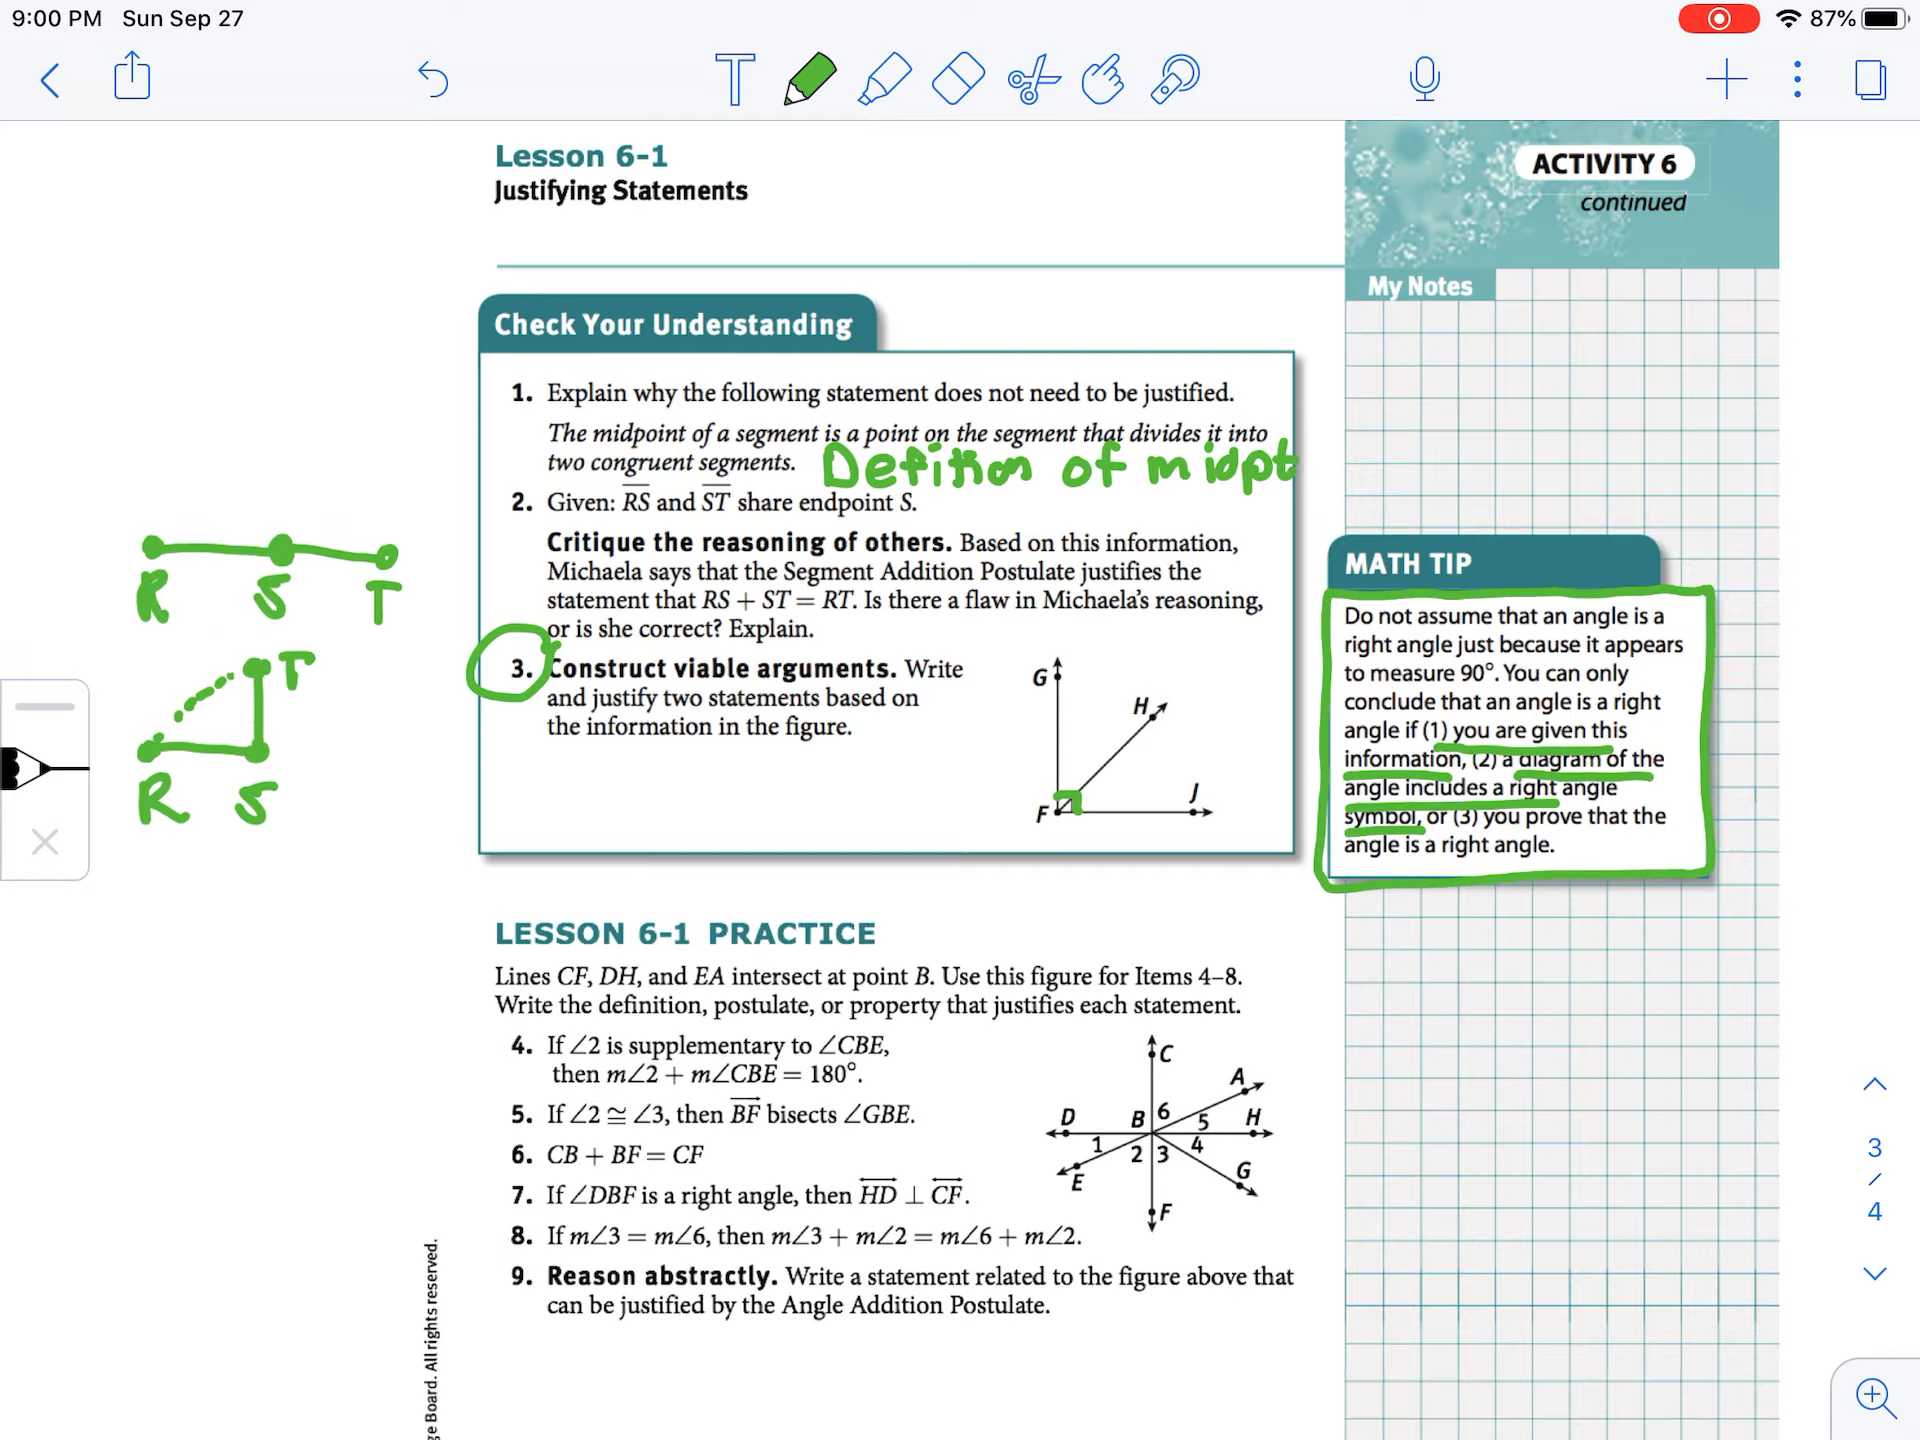 9:00 PM Sun Sep 27
87%
Lesson 6-1
Justifying Statements
ACTIVITY 6
continued
My Notes
Check Your Understanding
1. Explain why the following statement does not need to be justified.
The midpoint of a segment is a point on the segment that divides it into
two congruent segments. Defition of midpt
2. Given: RS and ST share endpoint S.
Critique the reasoning of others. Based on this information,
Michaela says that the Segment Addition Postulate justifies the
statement that RS + ST = RT. Is there a flaw in Michaela's reasoning,
or is she correct? Explain.
3. Construct viable arguments. Write
and justify two statements based on
the information in the figure.
G
H
F
J
R S T
T
R S
MATH TIP
Do not assume that an angle is a
right angle just because it appears
to measure 90°. You can only
conclude that an angle is a right
angle if (1) you are given this
information, (2) a diagram of the
angle includes a right angle
symbol, or (3) you prove that the
angle is a right angle.
LESSON 6-1 PRACTICE
Lines CF, DH, and EA intersect at point B. Use this figure for Items 4–8.
Write the definition, postulate, or property that justifies each statement.
4. If ∠2 is supplementary to ∠CBE,
then m∠2 + m∠CBE = 180°.
5. If ∠2 ≅ ∠3, then BF bisects ∠GBE.
6. CB + BF = CF
7. If ∠DBF is a right angle, then HD ⊥ CF.
8. If m∠3 = m∠6, then m∠3 + m∠2 = m∠6 + m∠2.
9. Reason abstractly. Write a statement related to the figure above that
can be justified by the Angle Addition Postulate.
C
A
D B 6 5 H
1 2 3 4
E G
F
3
/
4
ge Board. All rights reserved.